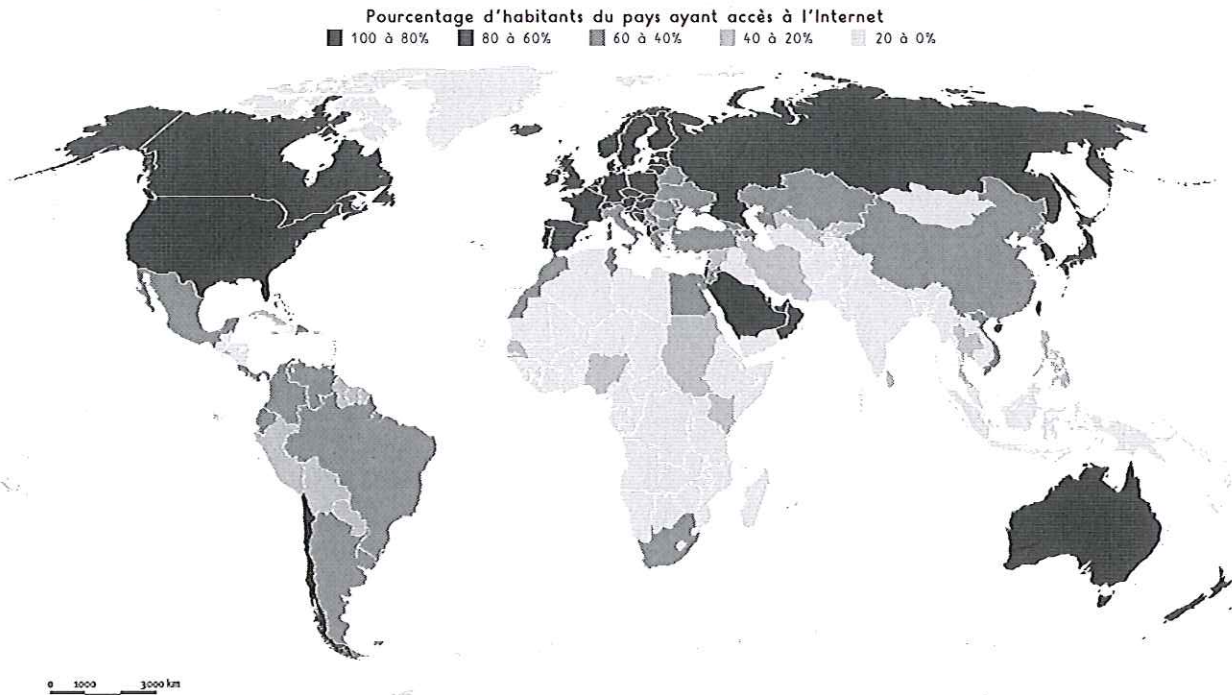 Pourcentage d'habitants du pays ayant accès à l'Internet
100 à 80% 80 à 60% 60 à 40% 40 à 20% 20 à 0%
0 1000 3000 km